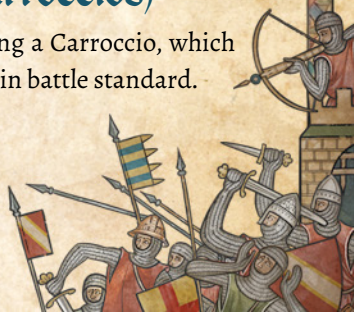 ng a Carroccio, which
in battle standard.